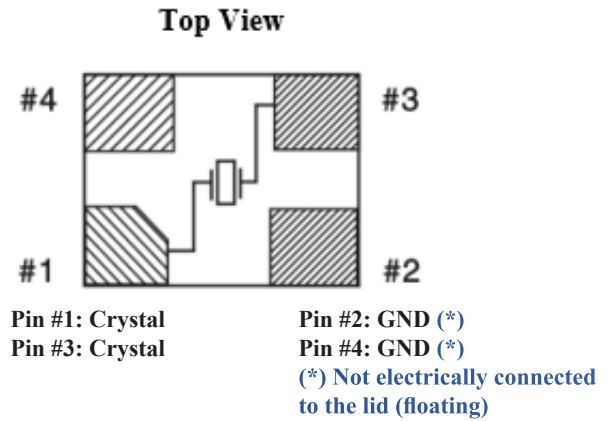 Top View
#4
#3
#1
#2
Pin #1: Crystal
Pin #2: GND (*)
Pin #3: Crystal
Pin #4: GND (*)
(*) Not electrically connected
to the lid (floating)